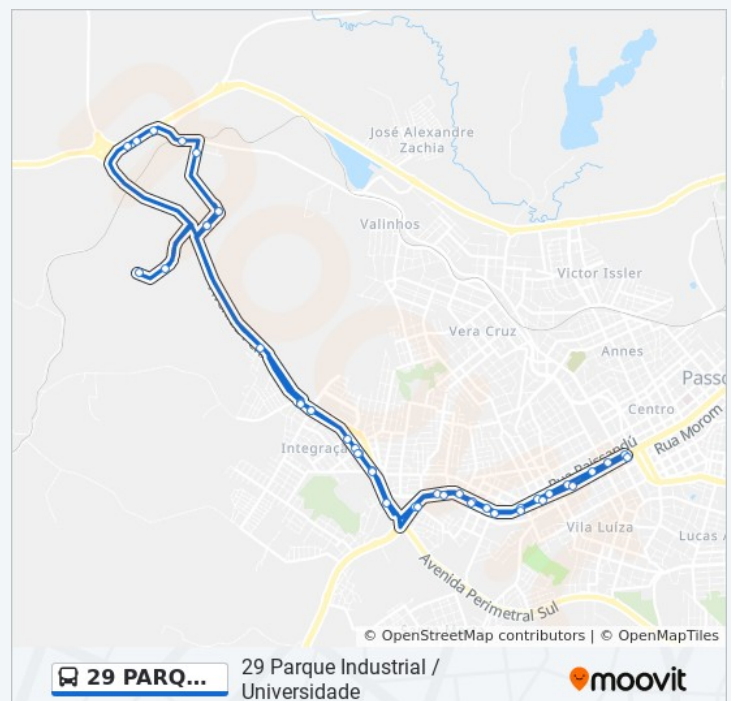 José Alexandre
Zachia
Valinhos
Victor Issler
Vera Cruz
Annes
Passo
Centro
Rua Morom
Rua Paissandú
Integração
Vila Luíza
Lucas A
Avenida Perimetral Sul
© OpenStreetMap contributors | © OpenMapTiles
29 PARQ...
29 Parque Industrial /
Universidade
moovit